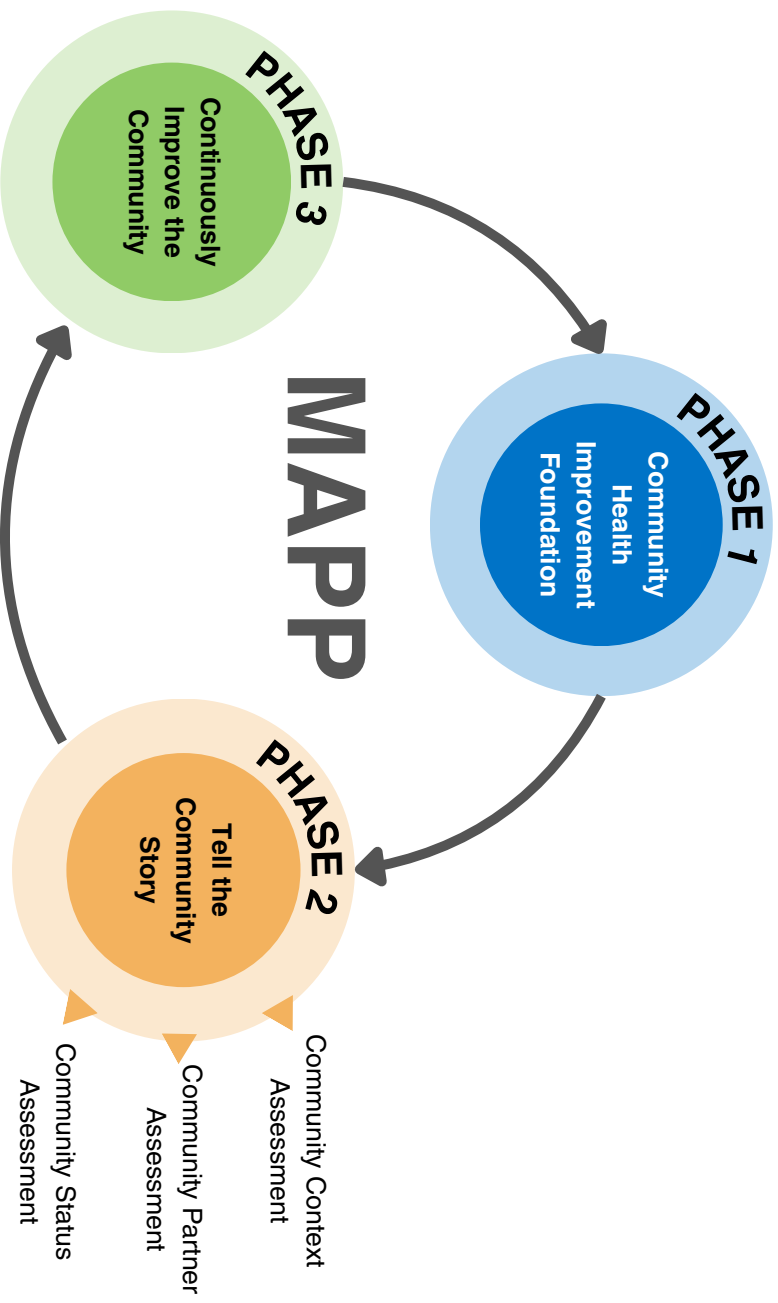 PHASE 1
Community
Health
Improvement
Foundation
MAPP
PHASE 2
Tell the
Community
Story
Community Context
Assessment
Community Partner
Assessment
Community Status
Assessment
PHASE 3
Continuously
Improve the
Community